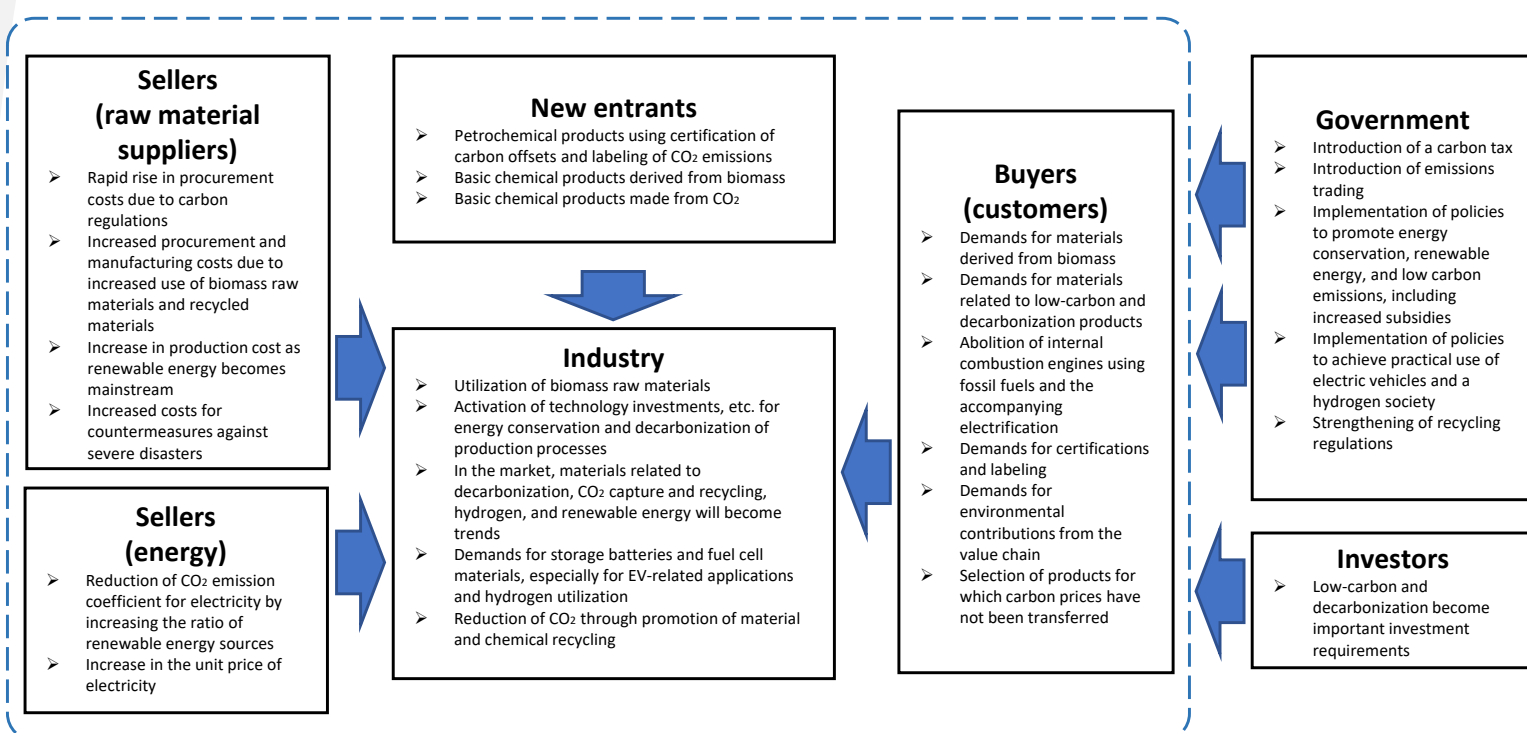 Sellers
(raw material
suppliers)
➢ Rapid rise in procurement
costs due to carbon
regulations
➢ Increased procurement and
manufacturing costs due to
increased use of biomass raw
materials and recycled
materials
➢ Increase in production cost as
renewable energy becomes
mainstream
➢ Increased costs for
countermeasures against
severe disasters
Sellers
(energy)
➢ Reduction of CO₂ emission
coefficient for electricity by
increasing the ratio of
renewable energy sources
➢ Increase in the unit price of
electricity
New entrants
➢ Petrochemical products using certification of
carbon offsets and labeling of CO₂ emissions
➢ Basic chemical products derived from biomass
➢ Basic chemical products made from CO₂
Industry
➢ Utilization of biomass raw materials
➢ Activation of technology investments, etc. for
energy conservation and decarbonization of
production processes
➢ In the market, materials related to
decarbonization, CO₂ capture and recycling,
hydrogen, and renewable energy will become
trends
➢ Demands for storage batteries and fuel cell
materials, especially for EV-related applications
and hydrogen utilization
➢ Reduction of CO₂ through promotion of material
and chemical recycling
Buyers
(customers)
➢ Demands for materials
derived from biomass
➢ Demands for materials
related to low-carbon and
decarbonization products
➢ Abolition of internal
combustion engines using
fossil fuels and the
accompanying
electrification
➢ Demands for certifications
and labeling
➢ Demands for
environmental
contributions from the
value chain
➢ Selection of products for
which carbon prices have
not been transferred
Government
➢ Introduction of a carbon tax
➢ Introduction of emissions
trading
➢ Implementation of policies
to promote energy
conservation, renewable
energy, and low carbon
emissions, including
increased subsidies
➢ Implementation of policies
to achieve practical use of
electric vehicles and a
hydrogen society
➢ Strengthening of recycling
regulations
Investors
➢ Low-carbon and
decarbonization become
important investment
requirements